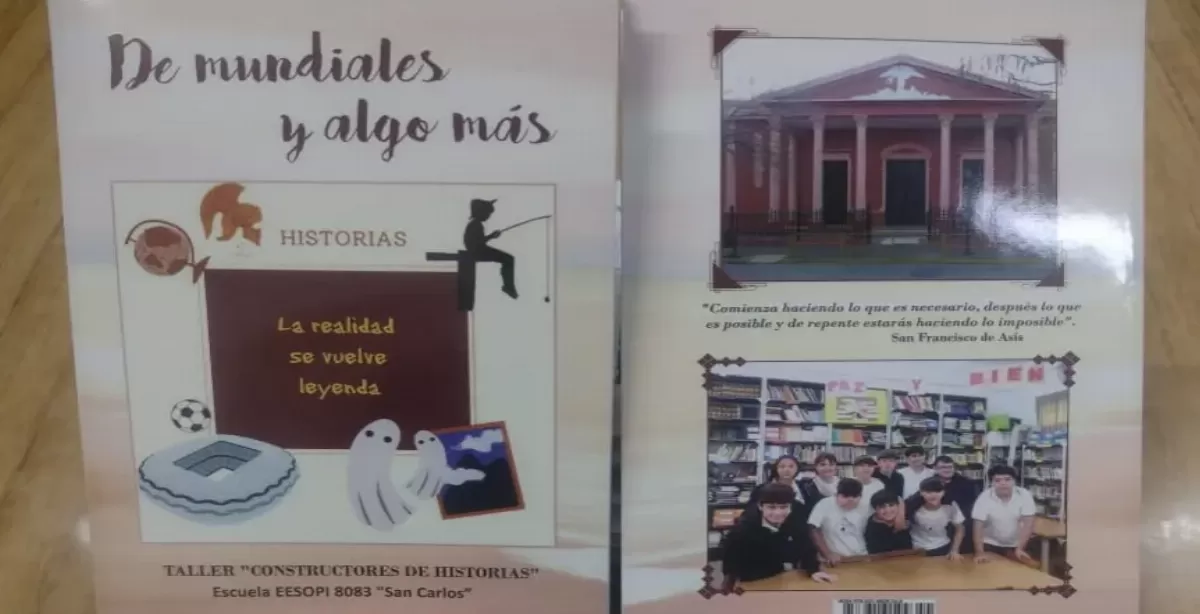 De mundiales
y algo más
HISTORIAS
La realidad
se vuelve
leyenda
TALLER "CONSTRUCTORES DE HISTORIAS"
Escuela EESOPI 8083 "San Carlos"
"Comienza haciendo lo que es necesario, después lo que
es posible y de repente estarás haciendo lo imposible".
San Francisco de Asís
PAZ Y BIEN